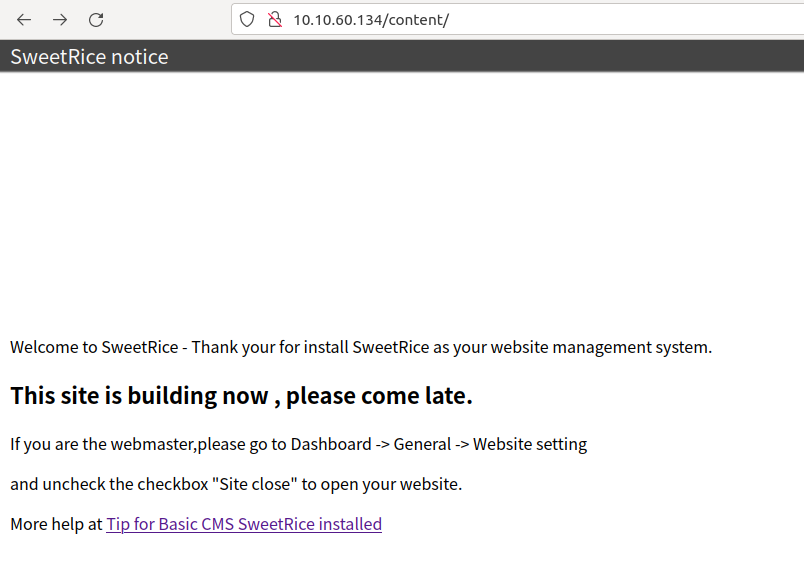 10.10.60.134/content/
SweetRice notice
Welcome to SweetRice - Thank your for install SweetRice as your website management system.
This site is building now , please come late.
If you are the webmaster,please go to Dashboard -> General -> Website setting
and uncheck the checkbox "Site close" to open your website.
More help at Tip for Basic CMS SweetRice installed